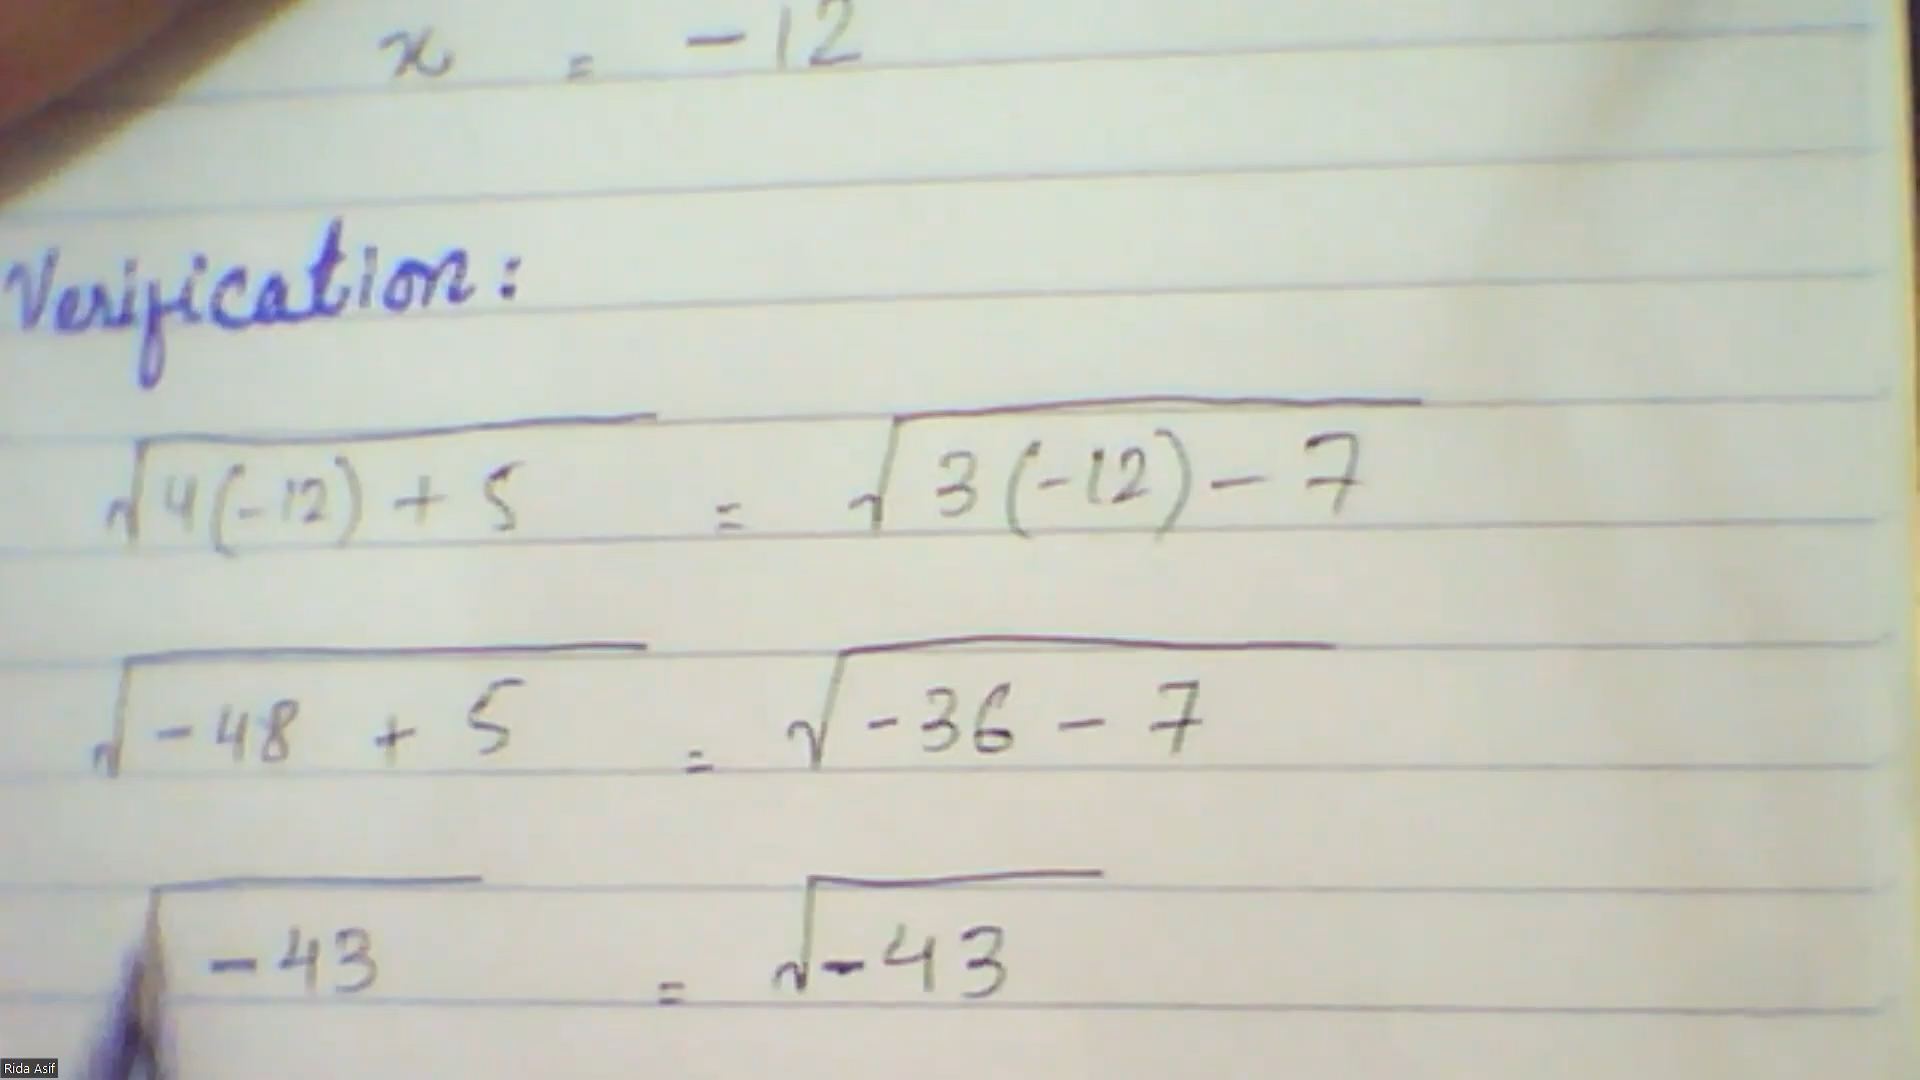 x = -12
Verification:
√4(-12) + 5 = √3(-12) - 7
√-48 + 5 = √-36 - 7
√-43 = √-43
Rida Asif